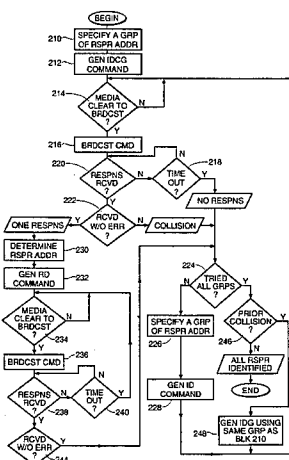 BEGIN
210
SPECIFY A GRP
OF RSPR ADDR
212
GEN IDCG
COMMAND
214
MEDIA
CLEAR TO
BRDCST
?
N
Y
216
BRDCST CMD
220
RESPNS
RCVD
?
N
Y
TIME
OUT
?
218
N
Y
NO RESPNS
222
RCVD
W/O ERR
?
Y
N
ONE RESPNS
COLLISION
DETERMINE
RSPR ADDR
230
GEN RD
COMMAND
232
MEDIA
CLEAR TO
BRDCST
?
N
234
Y
BRDCST CMD
236
RESPNS
RCVD
?
N
238
Y
TIME
OUT
?
N
Y
240
RCVD
W/O ERR
?
Y
224
TRIED
ALL GRPS
?
N
Y
SPECIFY A GRP
OF RSPR ADDR
226
GEN ID
COMMAND
228
PRIOR
COLLISION
?
Y
246
N
ALL RSPR
IDENTIFIED
END
GEN IDG USING
SAME GRP AS
BLK 210
248